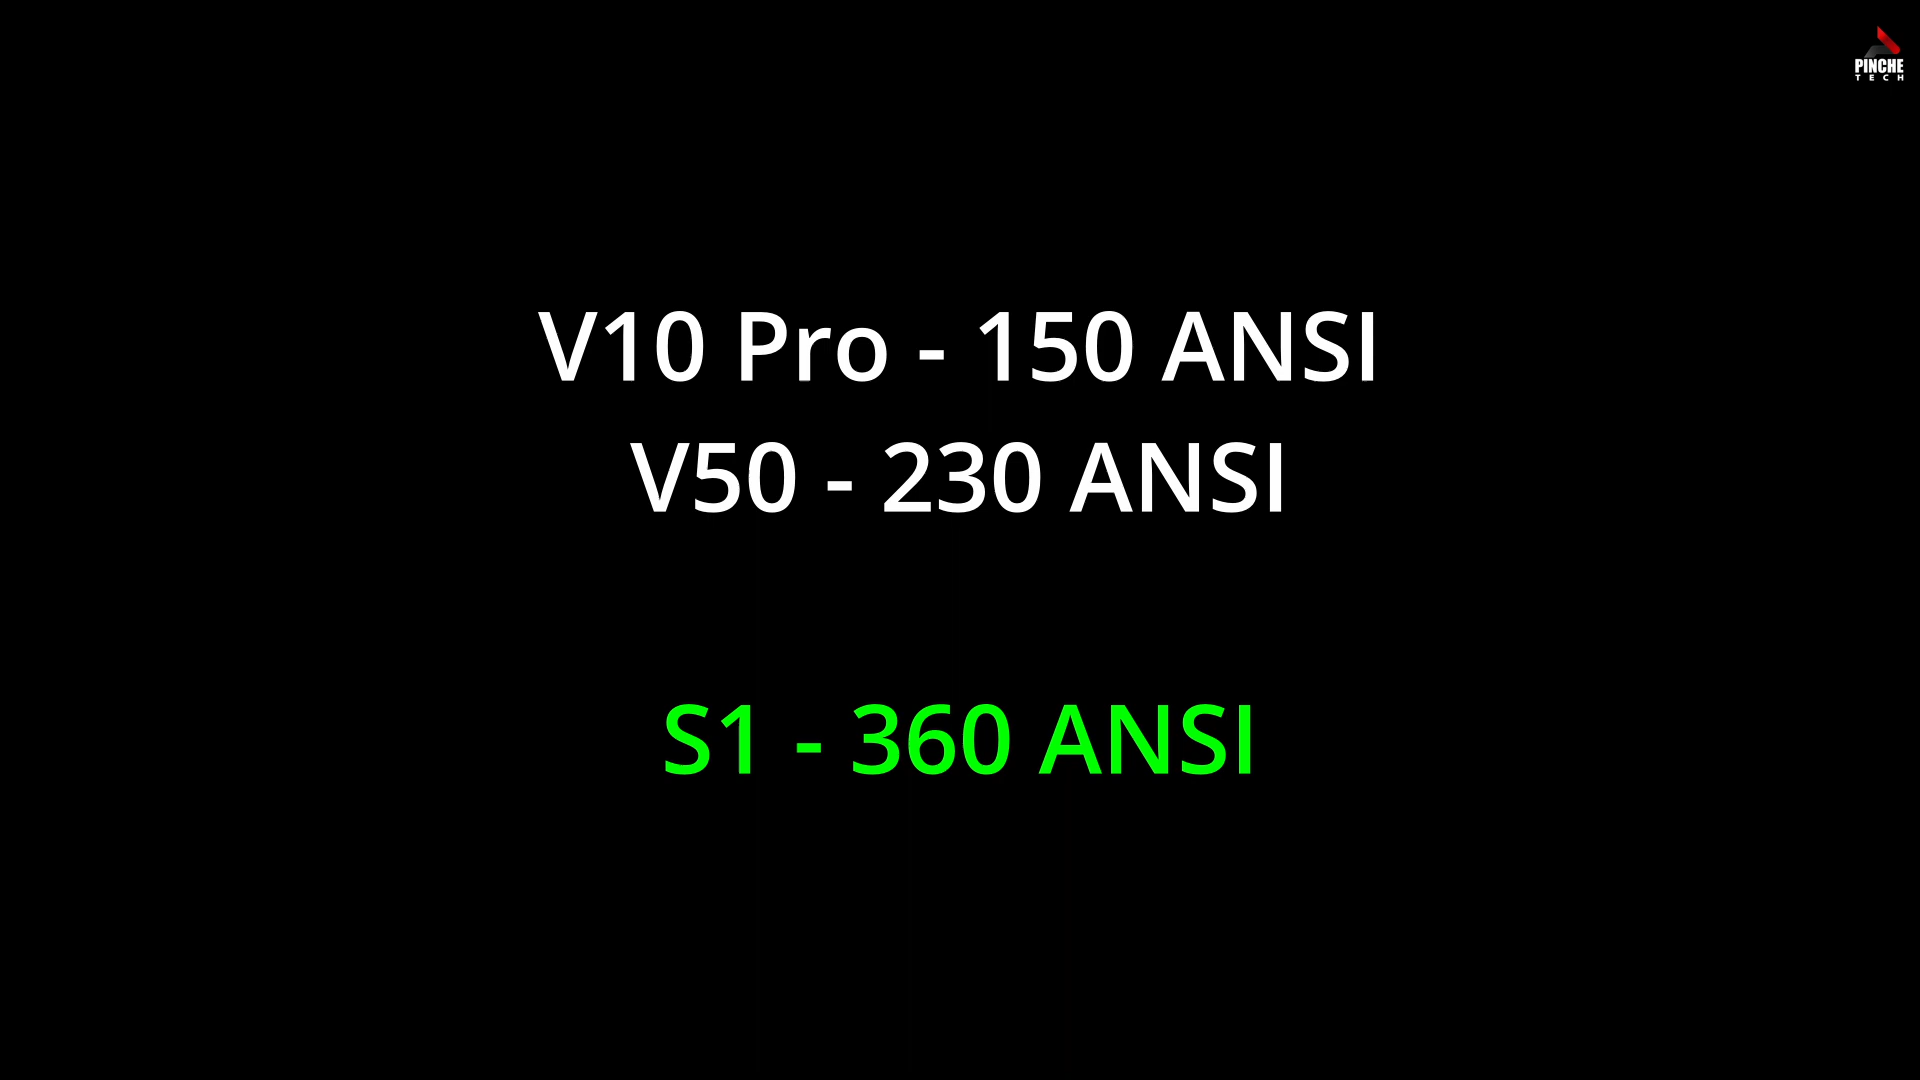 PINCHE
TECH
V10 Pro - 150 ANSI
V50 - 230 ANSI
S1 - 360 ANSI